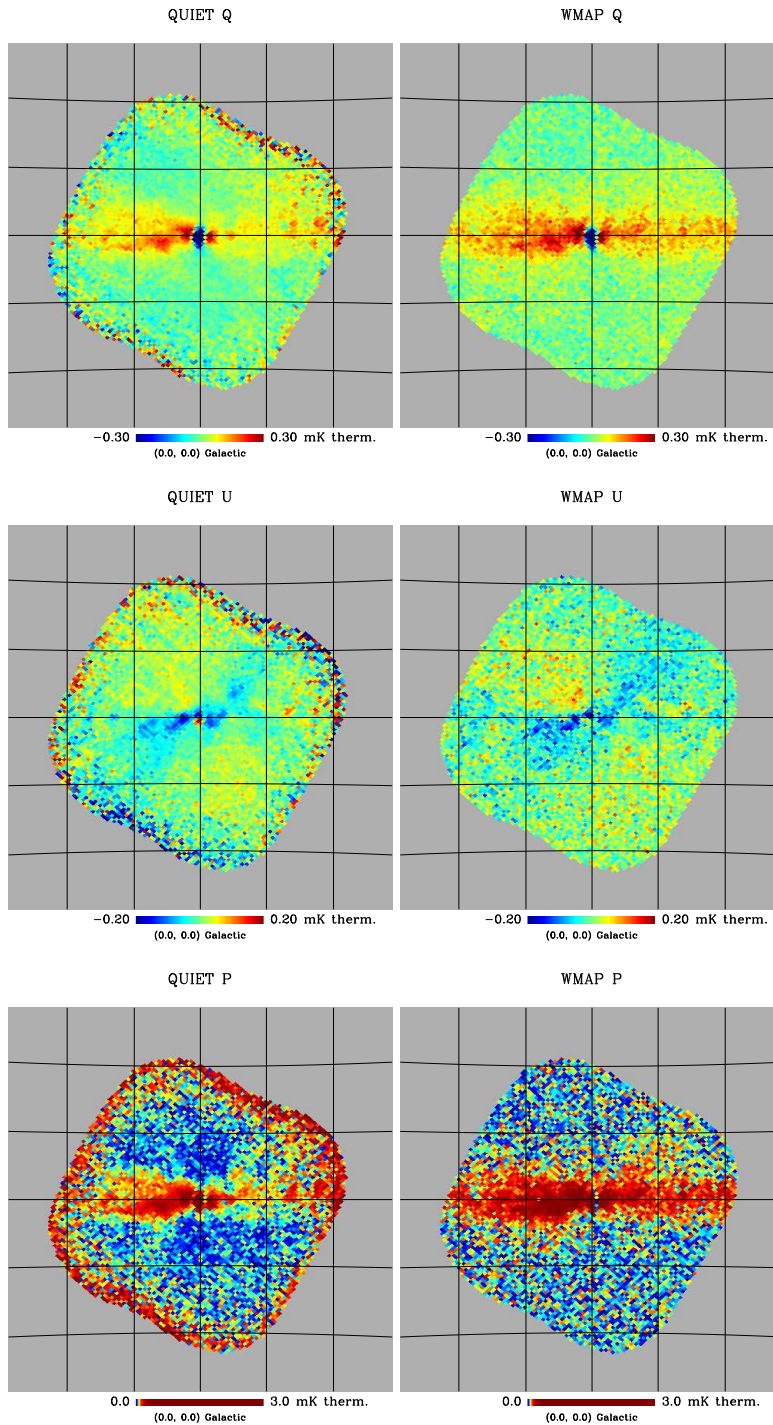 QUIET Q
WMAP Q
−0.30 0.30 mK therm.
(0.0, 0.0) Galactic
−0.30 0.30 mK therm.
(0.0, 0.0) Galactic
QUIET U
WMAP U
−0.20 0.20 mK therm.
(0.0, 0.0) Galactic
−0.20 0.20 mK therm.
(0.0, 0.0) Galactic
QUIET P
WMAP P
0.0 3.0 mK therm.
(0.0, 0.0) Galactic
0.0 3.0 mK therm.
(0.0, 0.0) Galactic